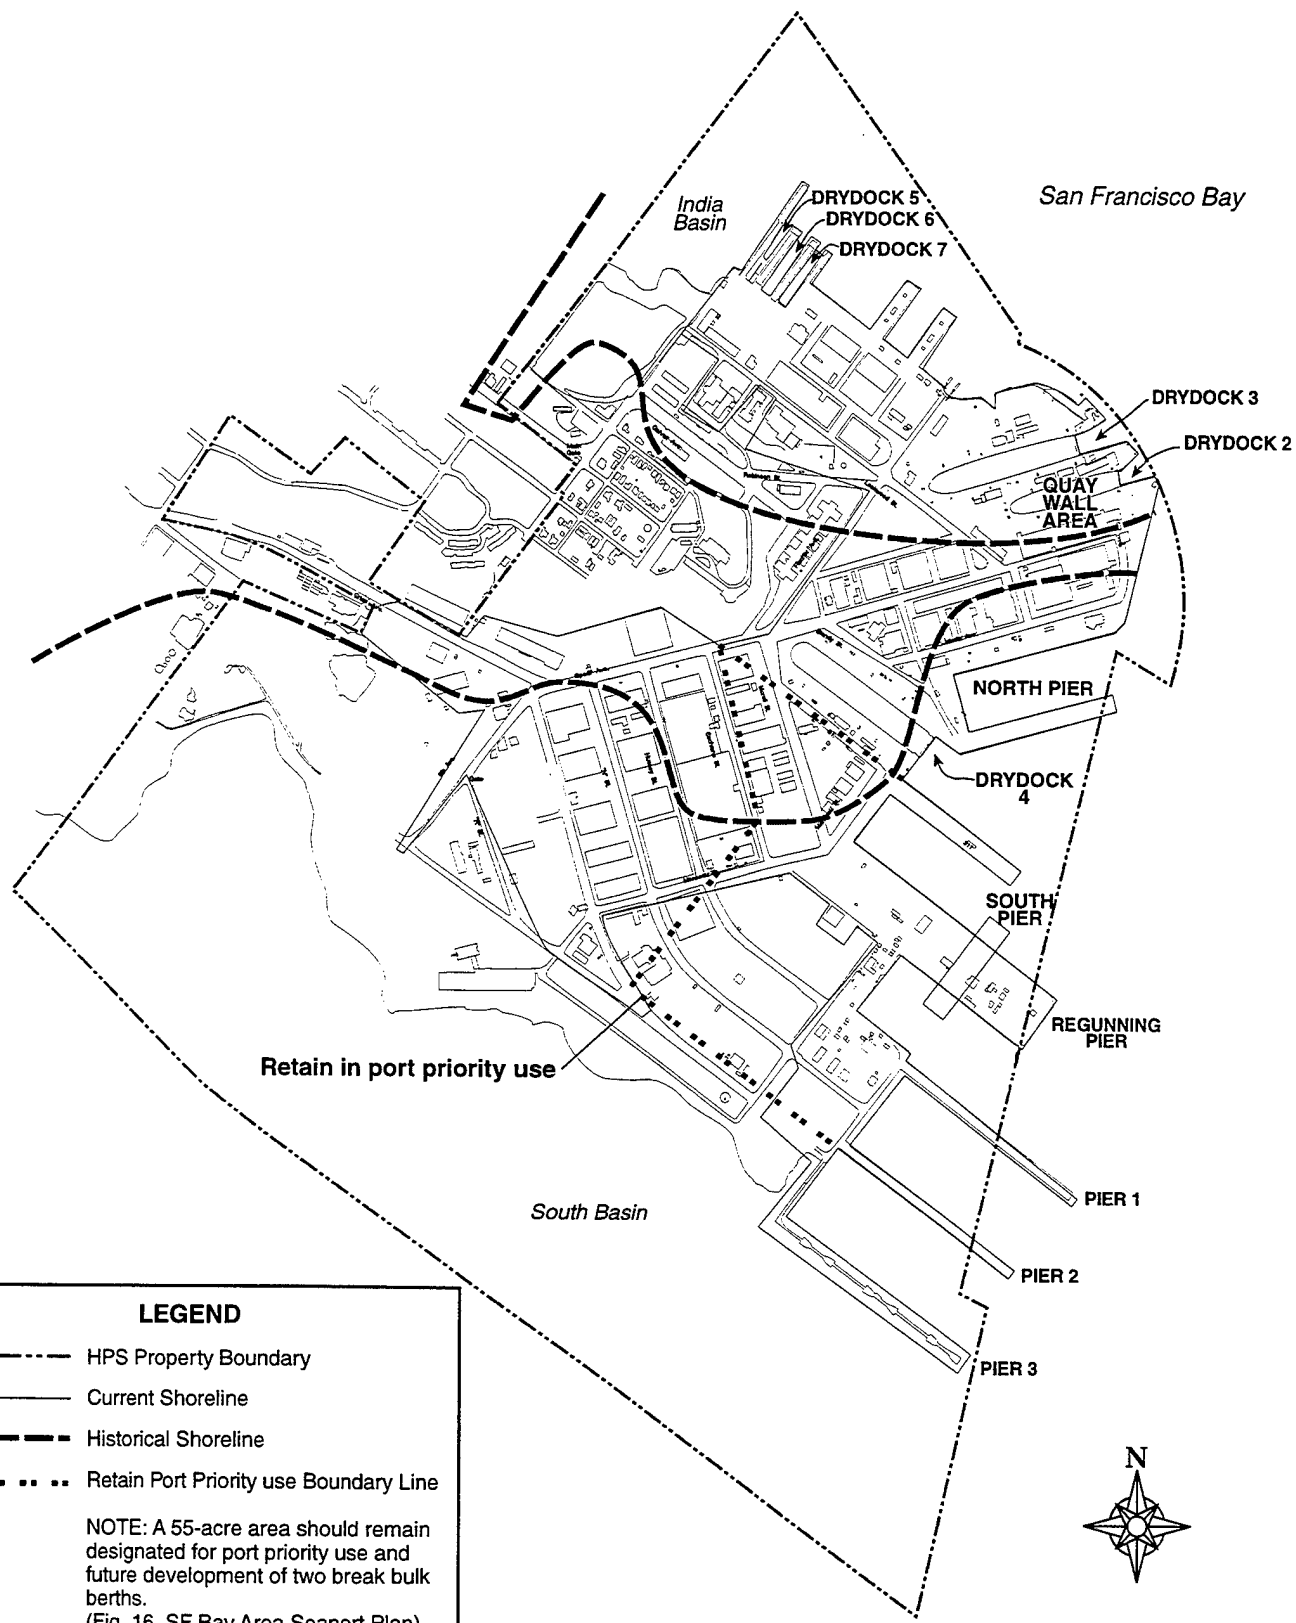 San Francisco Bay
India
Basin
DRYDOCK 5
DRYDOCK 6
DRYDOCK 7
DRYDOCK 3
DRYDOCK 2
QUAY
WALL
AREA
NORTH PIER
DRYDOCK
4
SOUTH
PIER
REGUNNING
PIER
Retain in port priority use
PIER 1
South Basin
PIER 2
PIER 3
LEGEND
HPS Property Boundary
Current Shoreline
Historical Shoreline
Retain Port Priority use Boundary Line
NOTE: A 55-acre area should remain
designated for port priority use and
future development of two break bulk
berths.
(Fig. 16, SF Bay Area Seaport Plan)
N